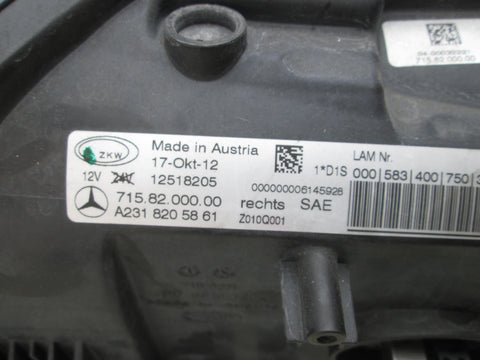 715.82.000.00
ZKW
Made in Austria
17-Okt-12
12V 24V 12518205
000000006145928
LAM Nr.
1*D1S 000 583 400 750
715.82.000.00
rechts SAE
A231 820 58 61
Z010Q001